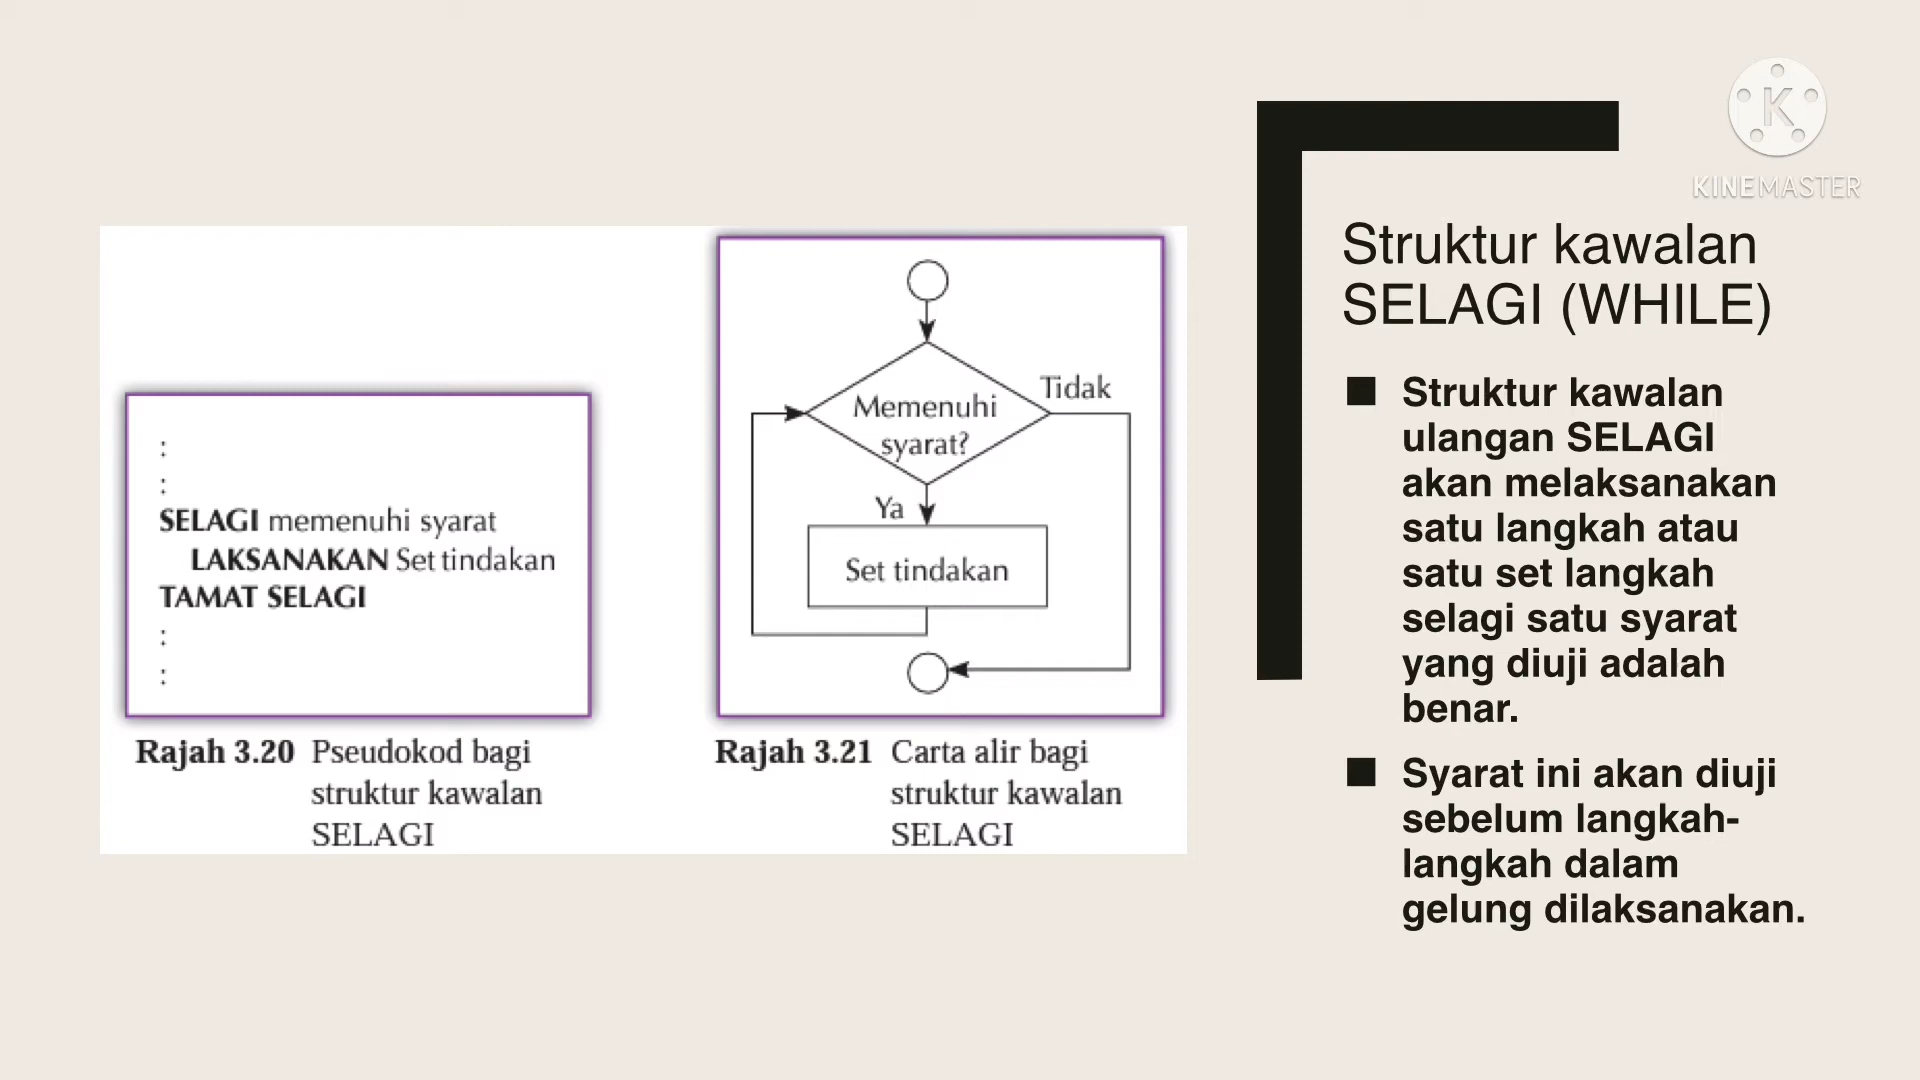 :
:
SELAGI memenuhi syarat
LAKSANAKAN Set tindakan
TAMAT SELAGI
:
:
Rajah 3.20 Pseudokod bagi
struktur kawalan
SELAGI
Memenuhi
syarat?
Tidak
Ya
Set tindakan
Rajah 3.21 Carta alir bagi
struktur kawalan
SELAGI
K
KINEMASTER
Struktur kawalan
SELAGI (WHILE)
■ Struktur kawalan
ulangan SELAGI
akan melaksanakan
satu langkah atau
satu set langkah
selagi satu syarat
yang diuji adalah
benar.
■ Syarat ini akan diuji
sebelum langkah-
langkah dalam
gelung dilaksanakan.